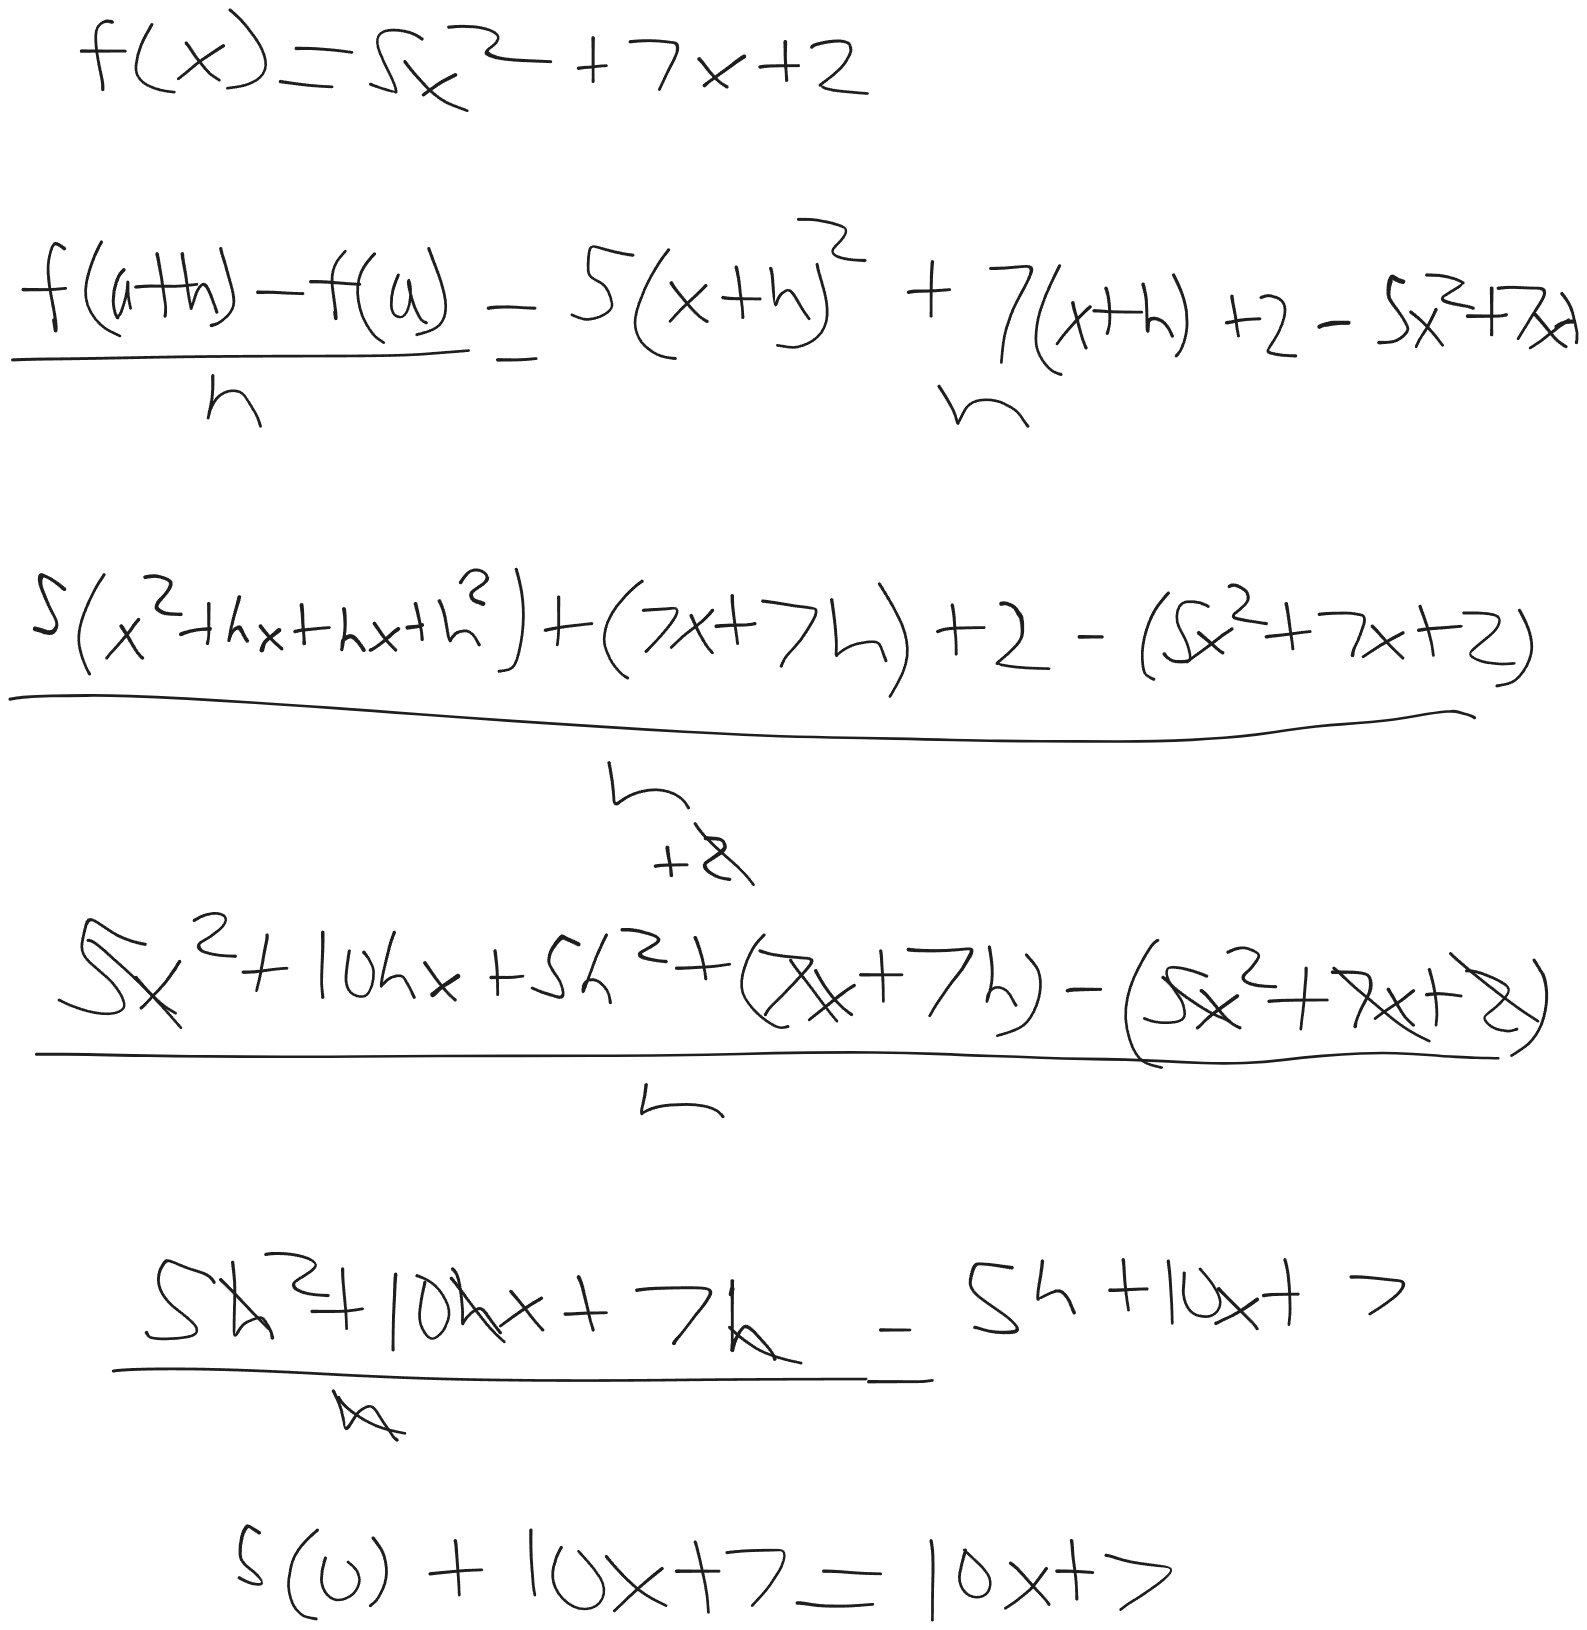 f(x) = 5x² + 7x + 2
f(a+h) - f(a) = 5(x+h)² + 7(x+h) + 2 - 5x² + 7x
h h
5(x² + hx + hx + h²) + (7x + 7h) + 2 - (5x² + 7x + 2)
h
+2
5x² + 10hx + 5h² + (7x + 7h) - (5x² + 7x + 2)
h
5h² + 10hx + 7h = 5h + 10x + 7
h
5(0) + 10x + 7 = 10x + 7